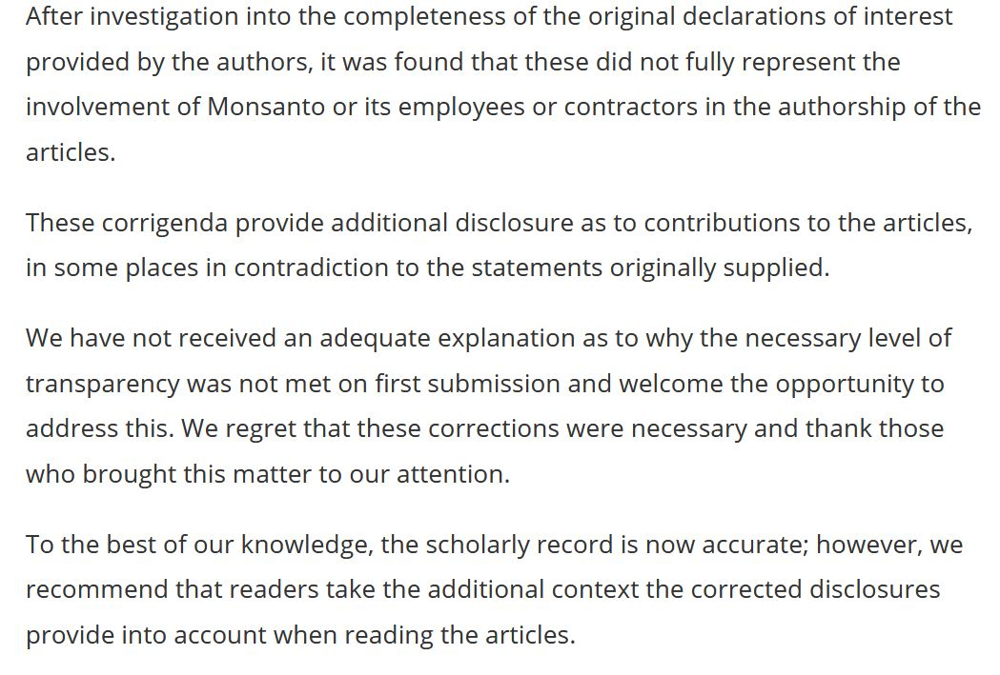 After investigation into the completeness of the original declarations of interest
provided by the authors, it was found that these did not fully represent the
involvement of Monsanto or its employees or contractors in the authorship of the
articles.
These corrigenda provide additional disclosure as to contributions to the articles,
in some places in contradiction to the statements originally supplied.
We have not received an adequate explanation as to why the necessary level of
transparency was not met on first submission and welcome the opportunity to
address this. We regret that these corrections were necessary and thank those
who brought this matter to our attention.
To the best of our knowledge, the scholarly record is now accurate; however, we
recommend that readers take the additional context the corrected disclosures
provide into account when reading the articles.